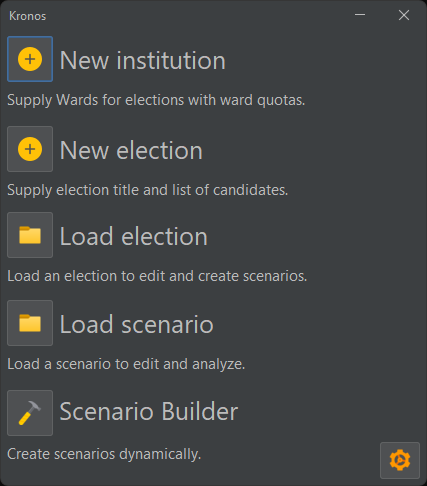 Kronos
New institution
Supply Wards for elections with ward quotas.
New election
Supply election title and list of candidates.
Load election
Load an election to edit and create scenarios.
Load scenario
Load a scenario to edit and analyze.
Scenario Builder
Create scenarios dynamically.